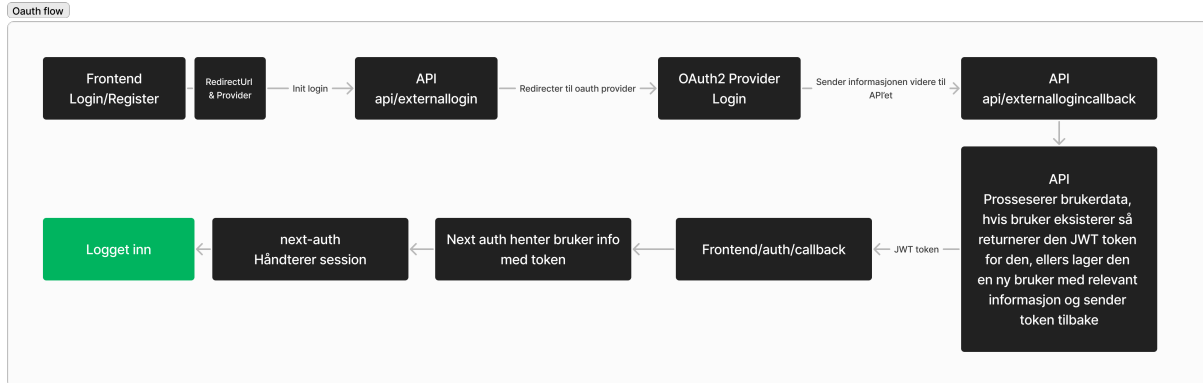 Oauth flow
Frontend
Login/Register
RedirectUrl
& Provider
Init login
API
api/externallogin
Redirecter til oauth provider
OAuth2 Provider
Login
Sender informasjonen videre til
API'et
API
api/externallogincallback
API
Prosseserer brukerdata,
hvis bruker eksisterer så
returnerer den JWT token
for den, ellers lager den
en ny bruker med relevant
informasjon og sender
token tilbake
JWT token
Frontend/auth/callback
Next auth henter bruker info
med token
next-auth
Håndterer session
Logget inn